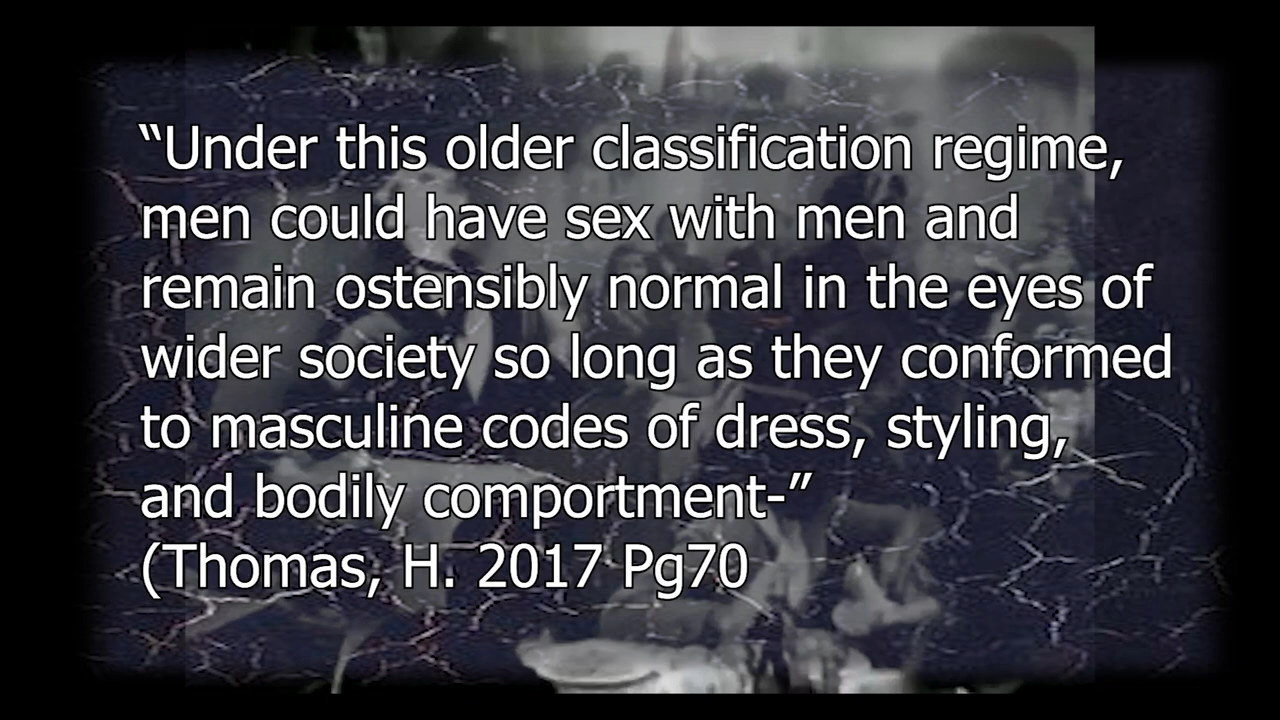 “Under this older classification regime,
men could have sex with men and
remain ostensibly normal in the eyes of
wider society so long as they conformed
to masculine codes of dress, styling,
and bodily comportment-”
(Thomas, H. 2017 Pg70